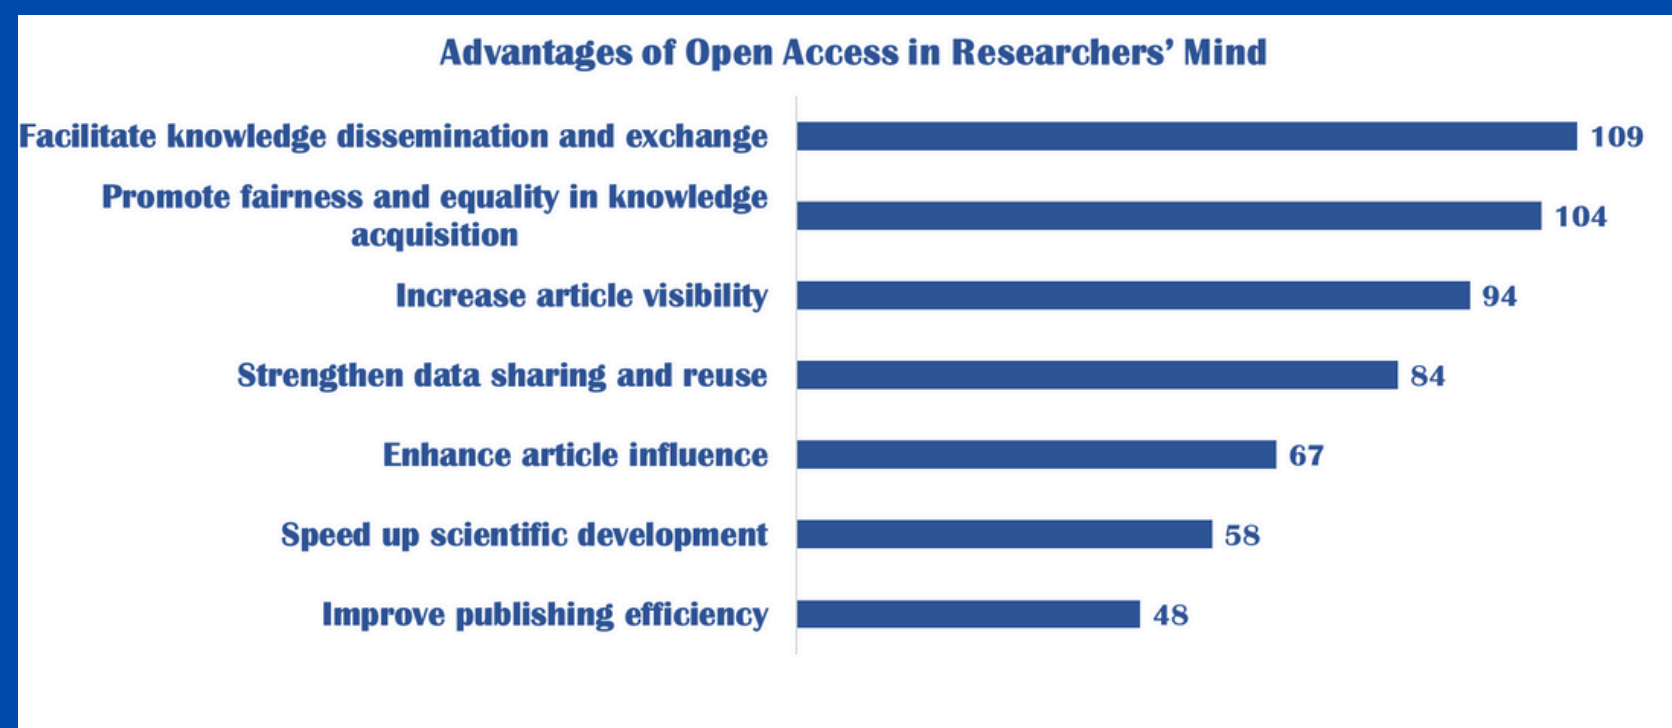 Advantages of Open Access in Researchers’ Mind
Facilitate knowledge dissemination and exchange 109
Promote fairness and equality in knowledge
acquisition 104
Increase article visibility 94
Strengthen data sharing and reuse 84
Enhance article influence 67
Speed up scientific development 58
Improve publishing efficiency 48